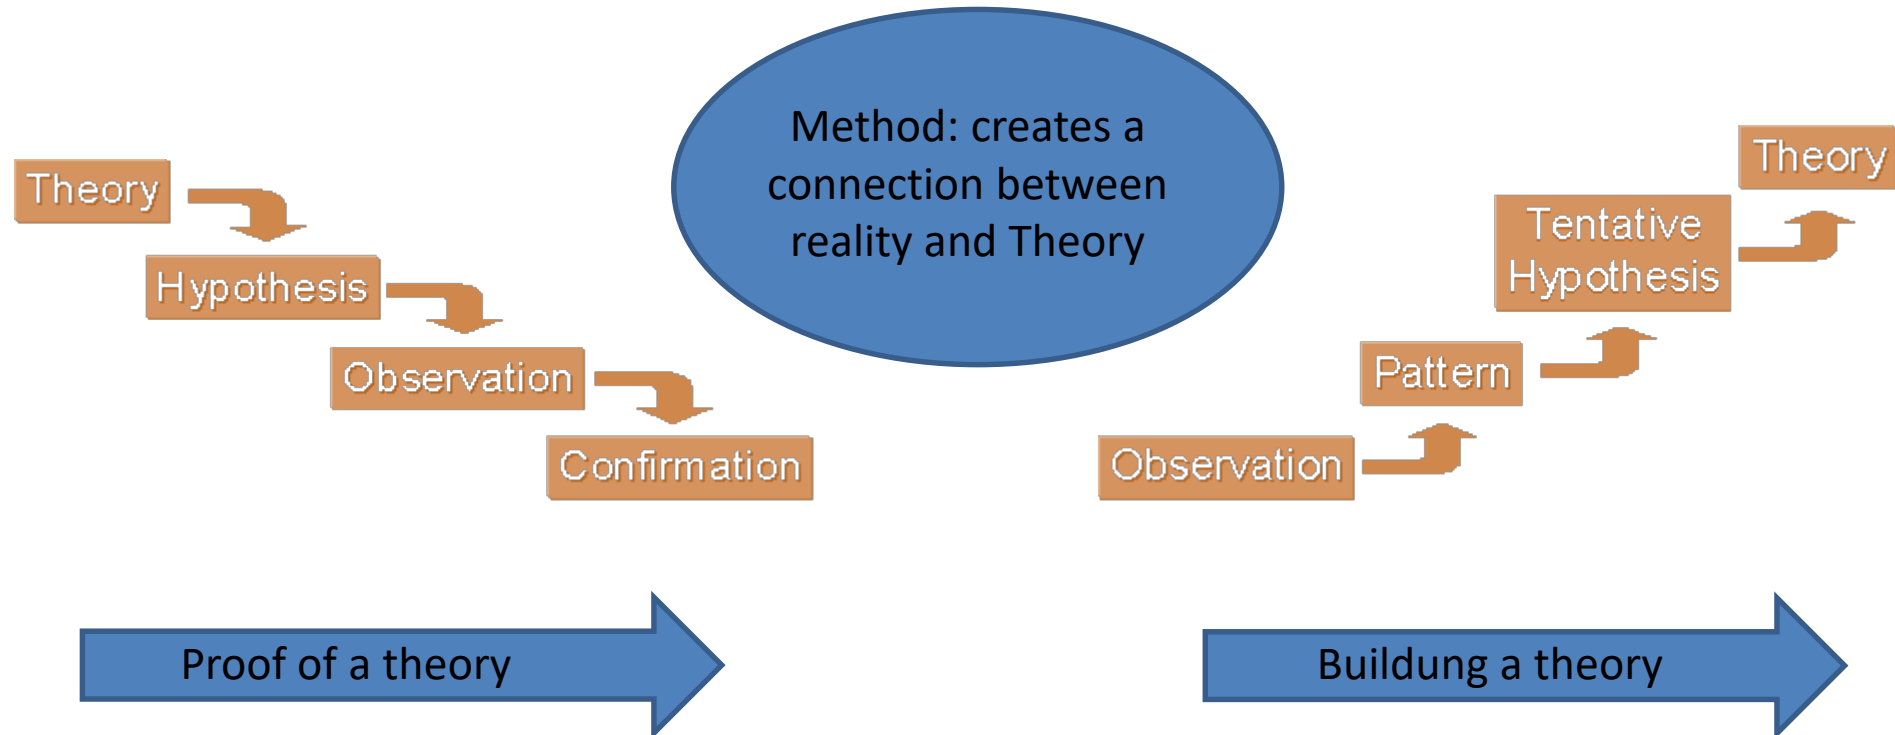 Method: creates a
connection between
reality and Theory
Theory
Hypothesis
Observation
Confirmation
Observation
Pattern
Tentative
Hypothesis
Theory
Proof of a theory
Buildung a theory